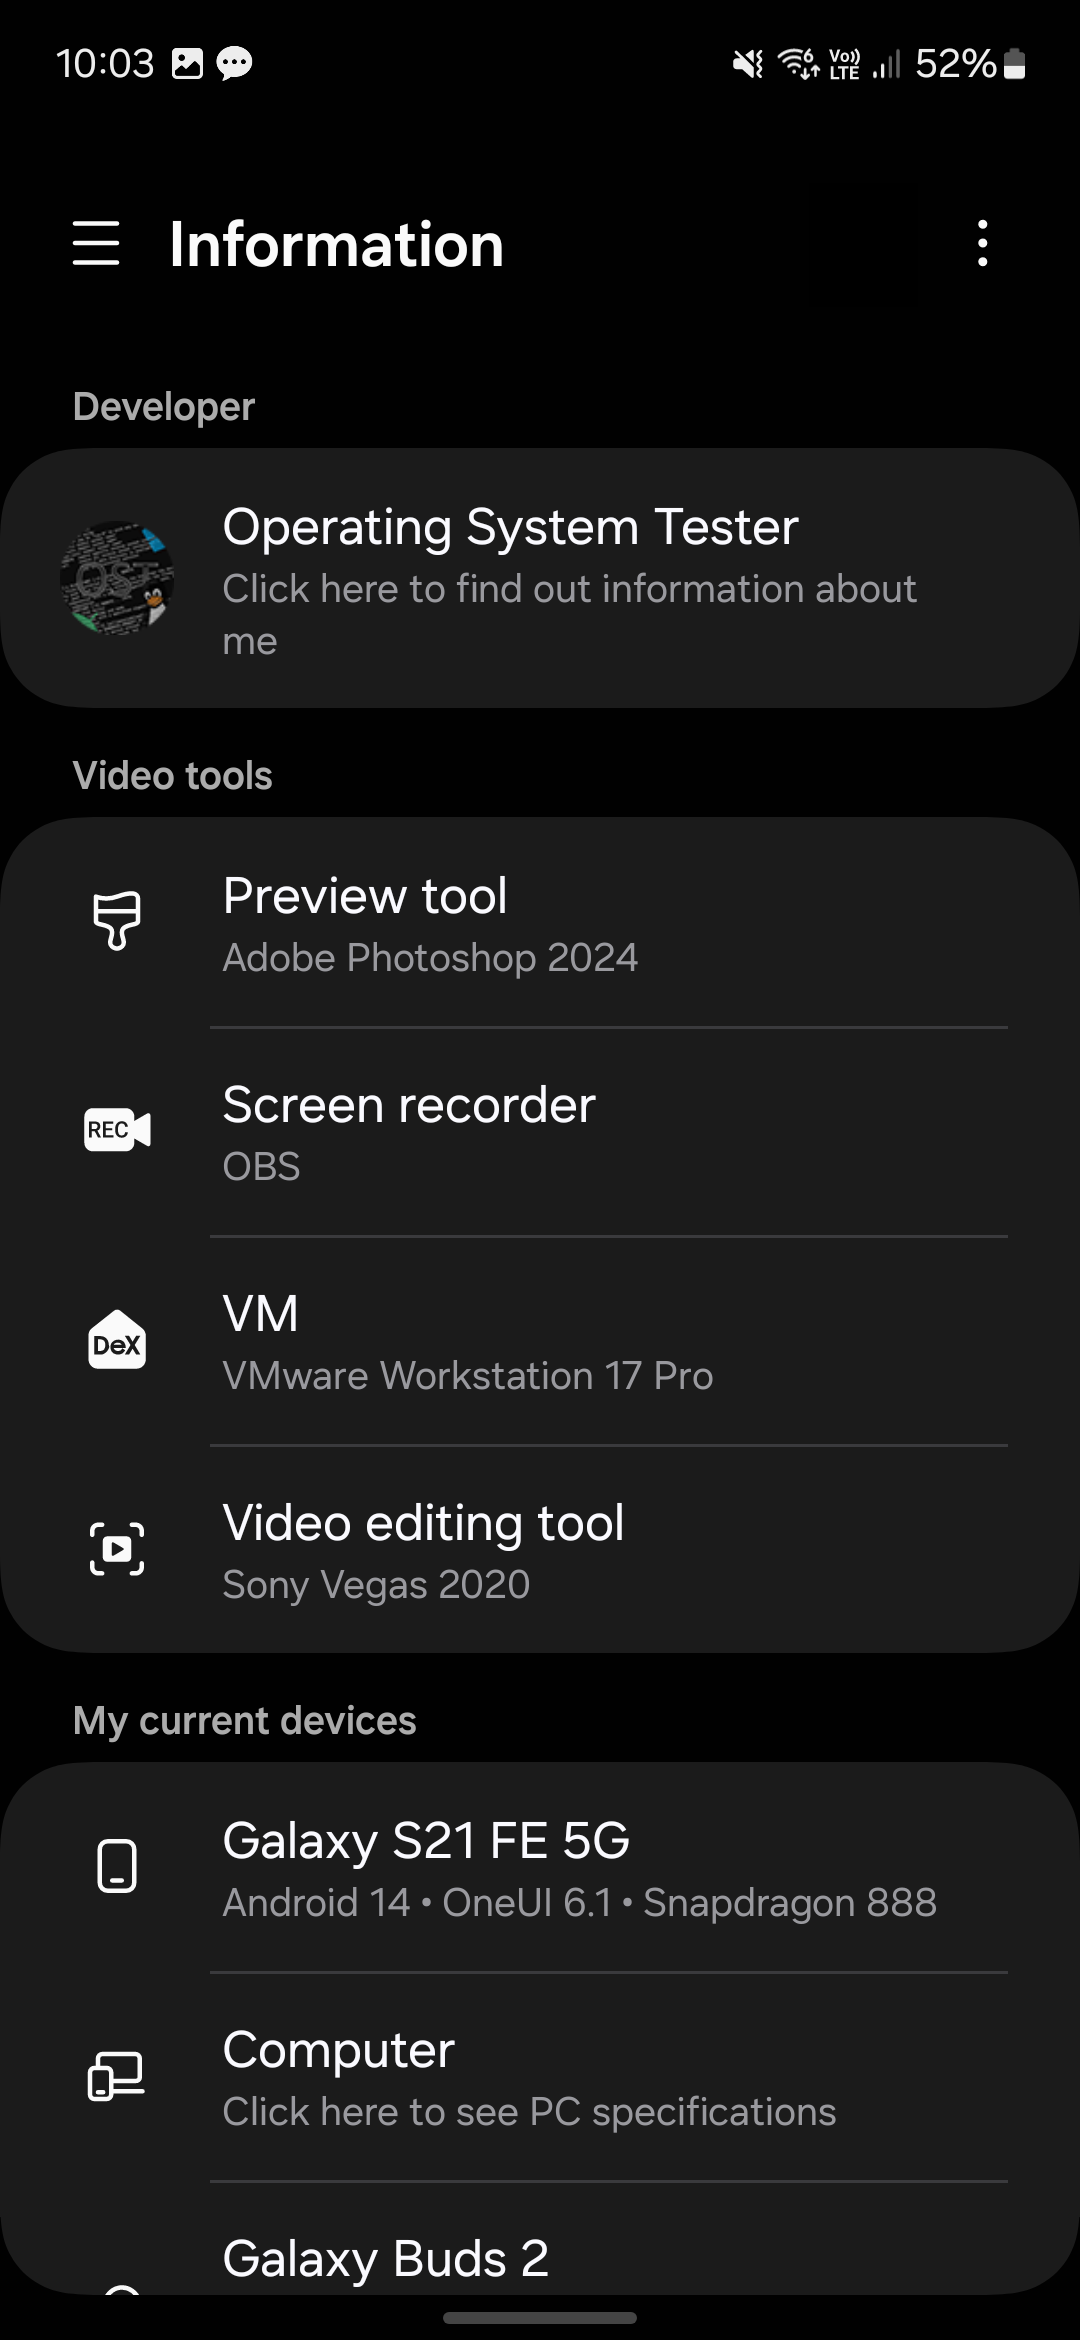 10:03
Vo)) LTE
52%
Information
Developer
OST
Operating System Tester
Click here to find out information about
me
Video tools
Preview tool
Adobe Photoshop 2024
REC
Screen recorder
OBS
DeX
VM
VMware Workstation 17 Pro
Video editing tool
Sony Vegas 2020
My current devices
Galaxy S21 FE 5G
Android 14 • OneUI 6.1 • Snapdragon 888
Computer
Click here to see PC specifications
Galaxy Buds 2